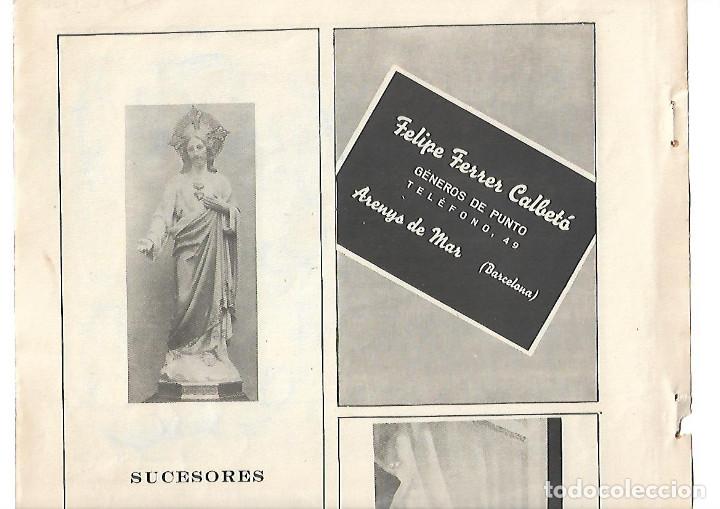 SUCESORES
Felipe Ferrer Calbetó
GÉNEROS DE PUNTO
TELÉFONO, 49
Arenys de Mar
(Barcelona)
todocoleccion